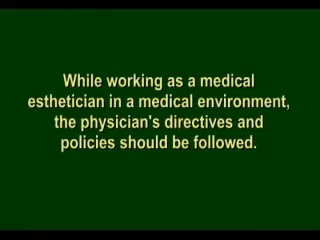 While working as a medical
esthetician in a medical environment,
the physician's directives and
policies should be followed.